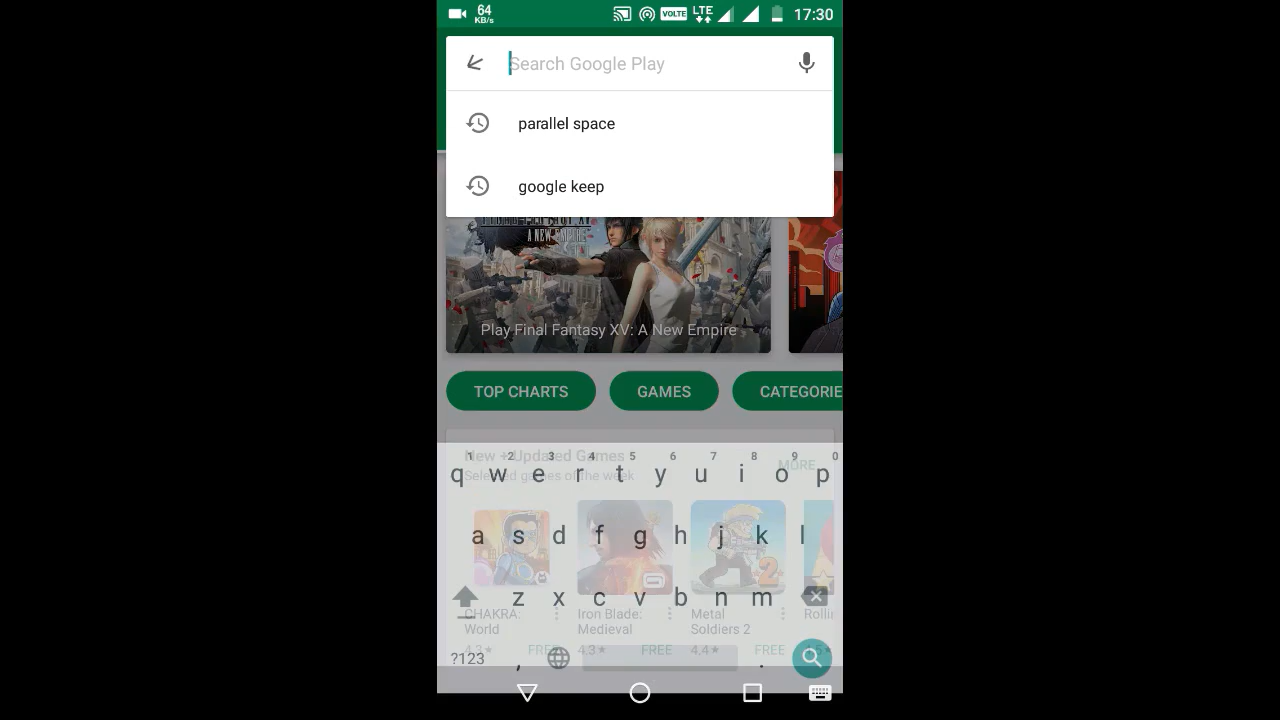 64
KB/s
VOLTE
LTE
17:30
Search Google Play
parallel space
google keep
A NEW EMPIRE
Play Final Fantasy XV: A New Empire
TOP CHARTS
GAMES
CATEGORIE
New + Updated Games
MORE
Selected games of the week
1 2 3 4 5 6 7 8 9 0
q w e r t y u i o p
a s d f g h j k l
z x c v b n m
CHAKRA:
World
Iron Blade:
Medieval
Metal
Soldiers 2
Rollin
4.3★ FREE
4.3★ FREE
4.4★ FREE
4.5★
?123 , .